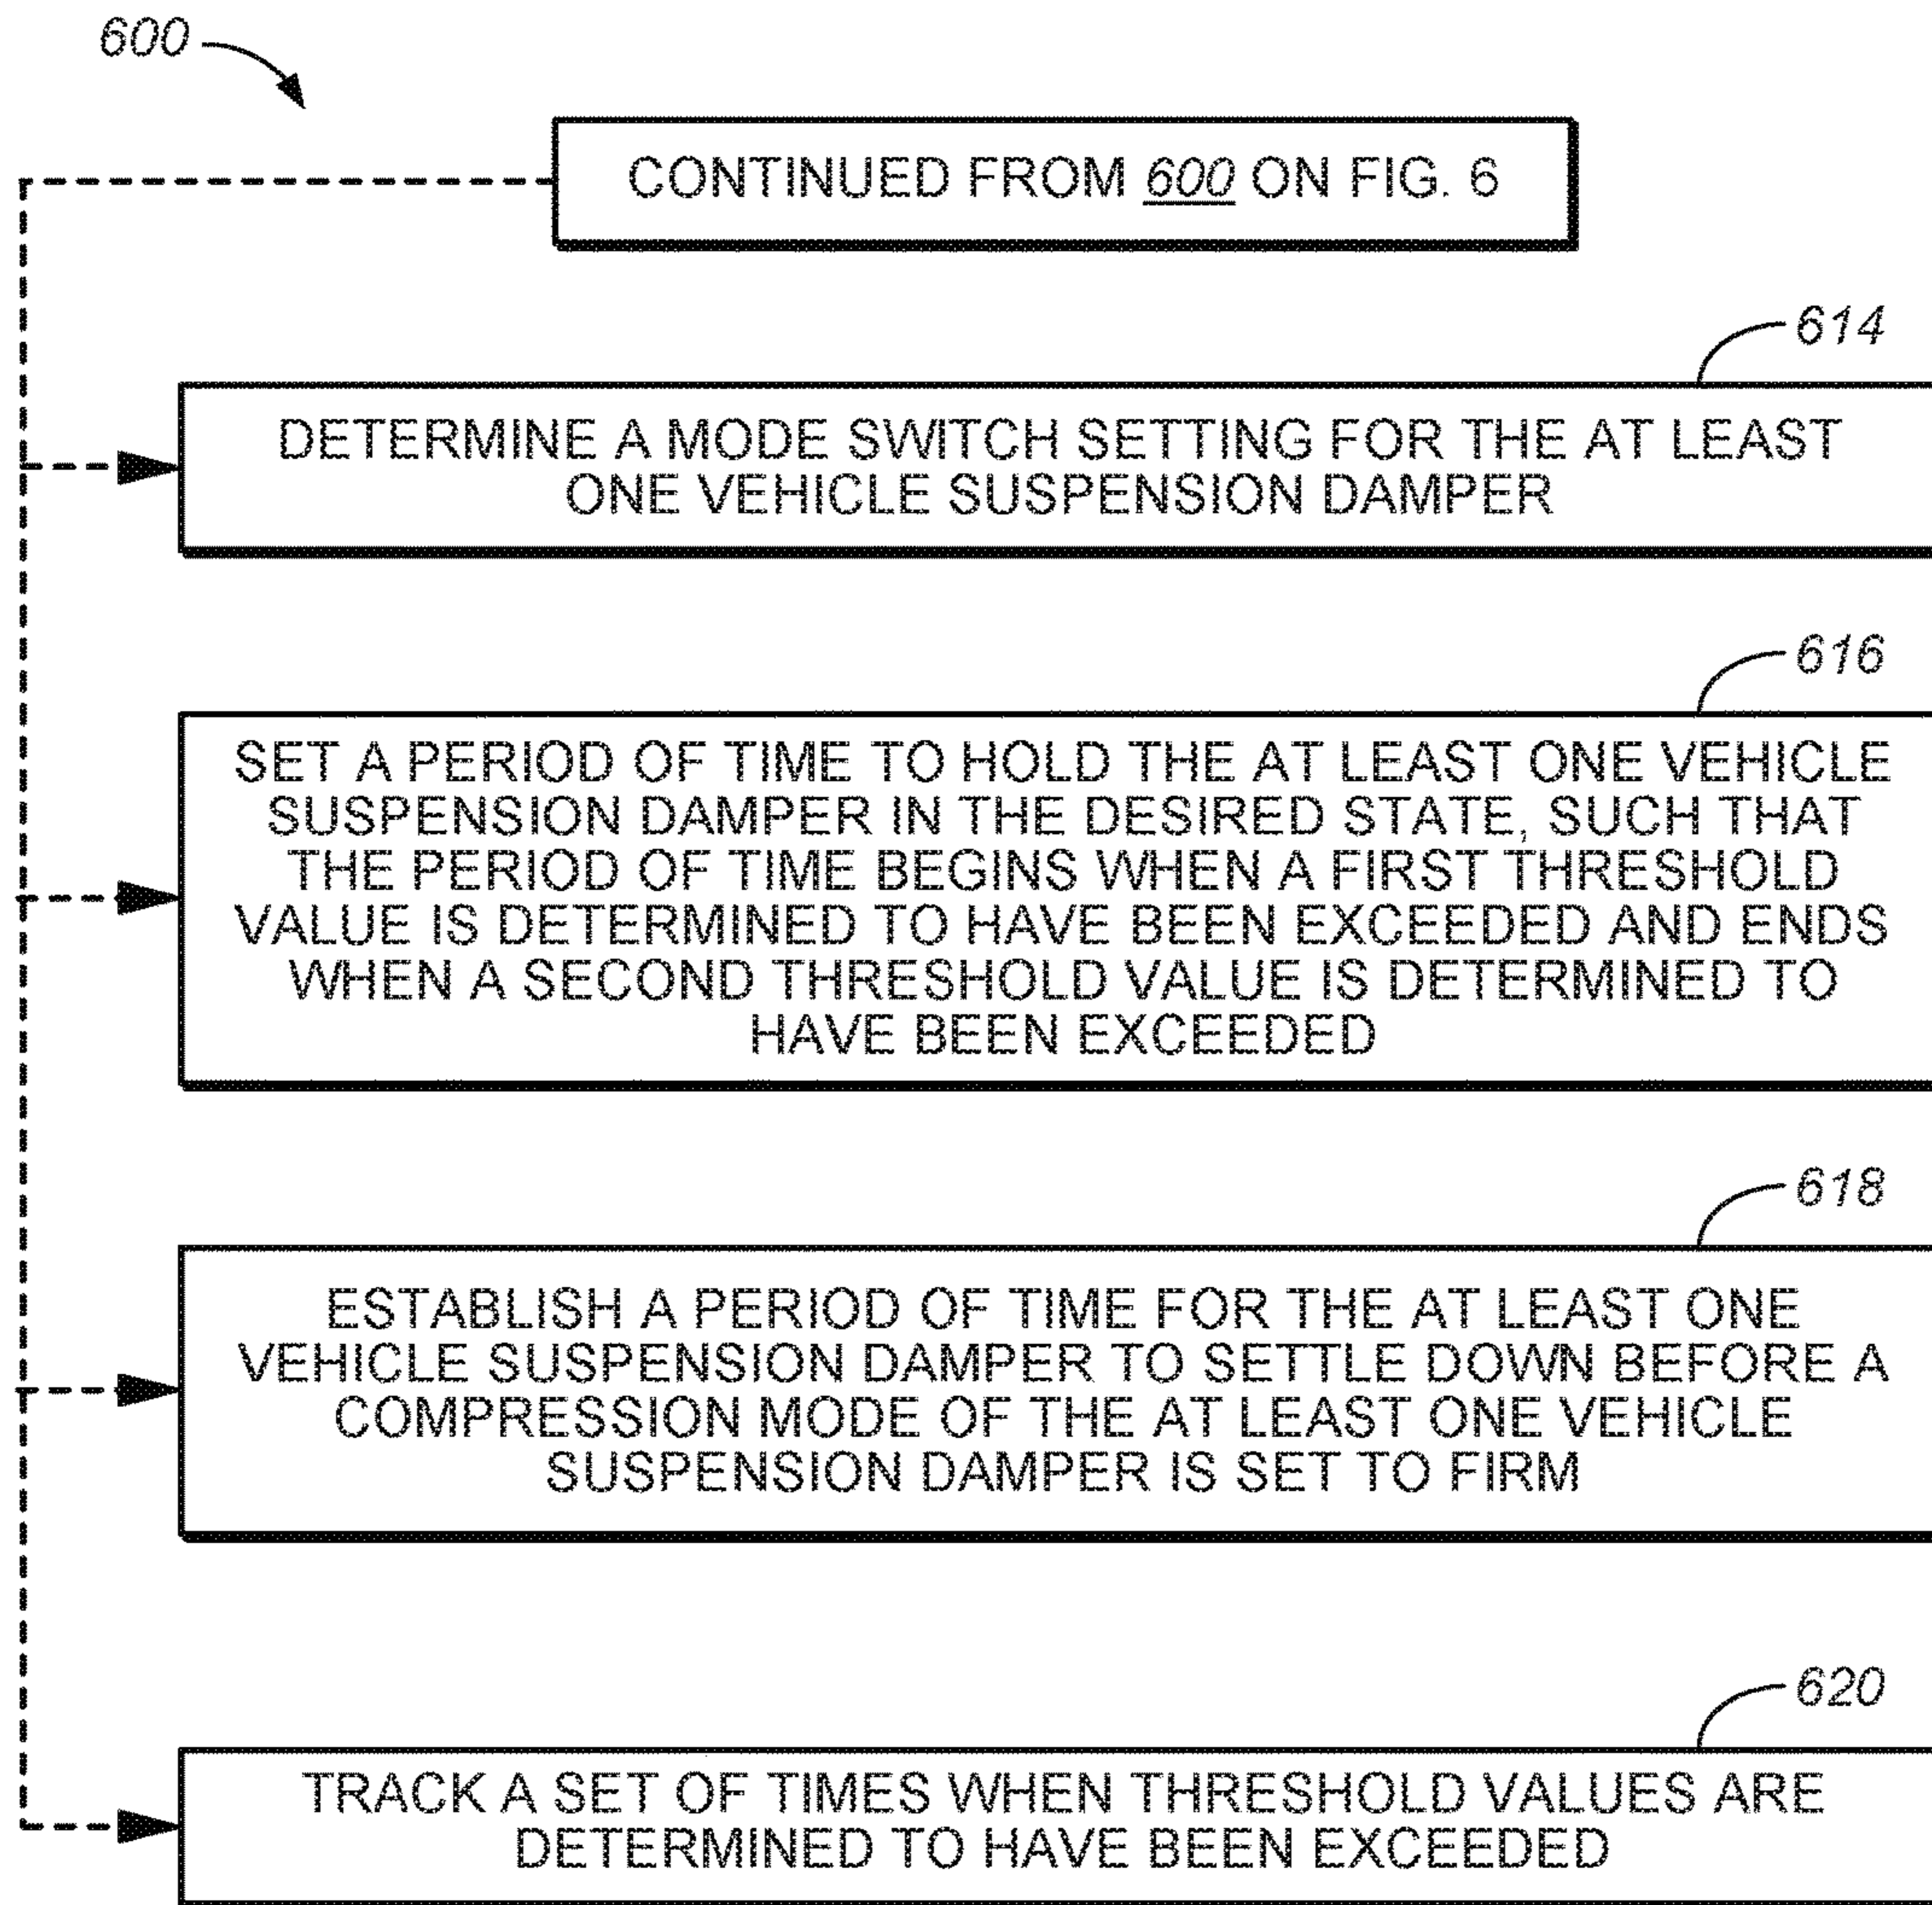 600
CONTINUED FROM 600 ON FIG. 6
614
DETERMINE A MODE SWITCH SETTING FOR THE AT LEAST
ONE VEHICLE SUSPENSION DAMPER
616
SET A PERIOD OF TIME TO HOLD THE AT LEAST ONE VEHICLE
SUSPENSION DAMPER IN THE DESIRED STATE, SUCH THAT
THE PERIOD OF TIME BEGINS WHEN A FIRST THRESHOLD
VALUE IS DETERMINED TO HAVE BEEN EXCEEDED AND ENDS
WHEN A SECOND THRESHOLD VALUE IS DETERMINED TO
HAVE BEEN EXCEEDED
618
ESTABLISH A PERIOD OF TIME FOR THE AT LEAST ONE
VEHICLE SUSPENSION DAMPER TO SETTLE DOWN BEFORE A
COMPRESSION MODE OF THE AT LEAST ONE VEHICLE
SUSPENSION DAMPER IS SET TO FIRM
620
TRACK A SET OF TIMES WHEN THRESHOLD VALUES ARE
DETERMINED TO HAVE BEEN EXCEEDED